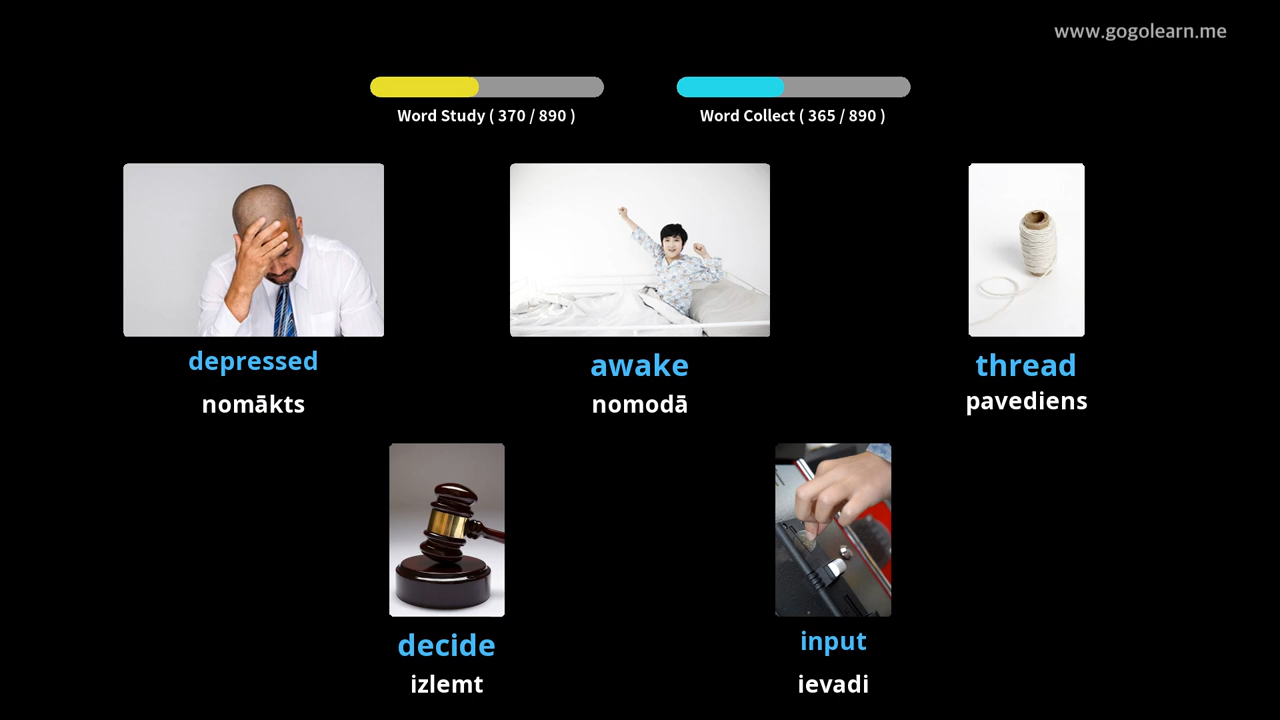 www.gogolearn.me
Word Study ( 370 / 890 )
Word Collect ( 365 / 890 )
depressed
nomākts
awake
nomodā
thread
pavediens
decide
izlemt
input
ievadi